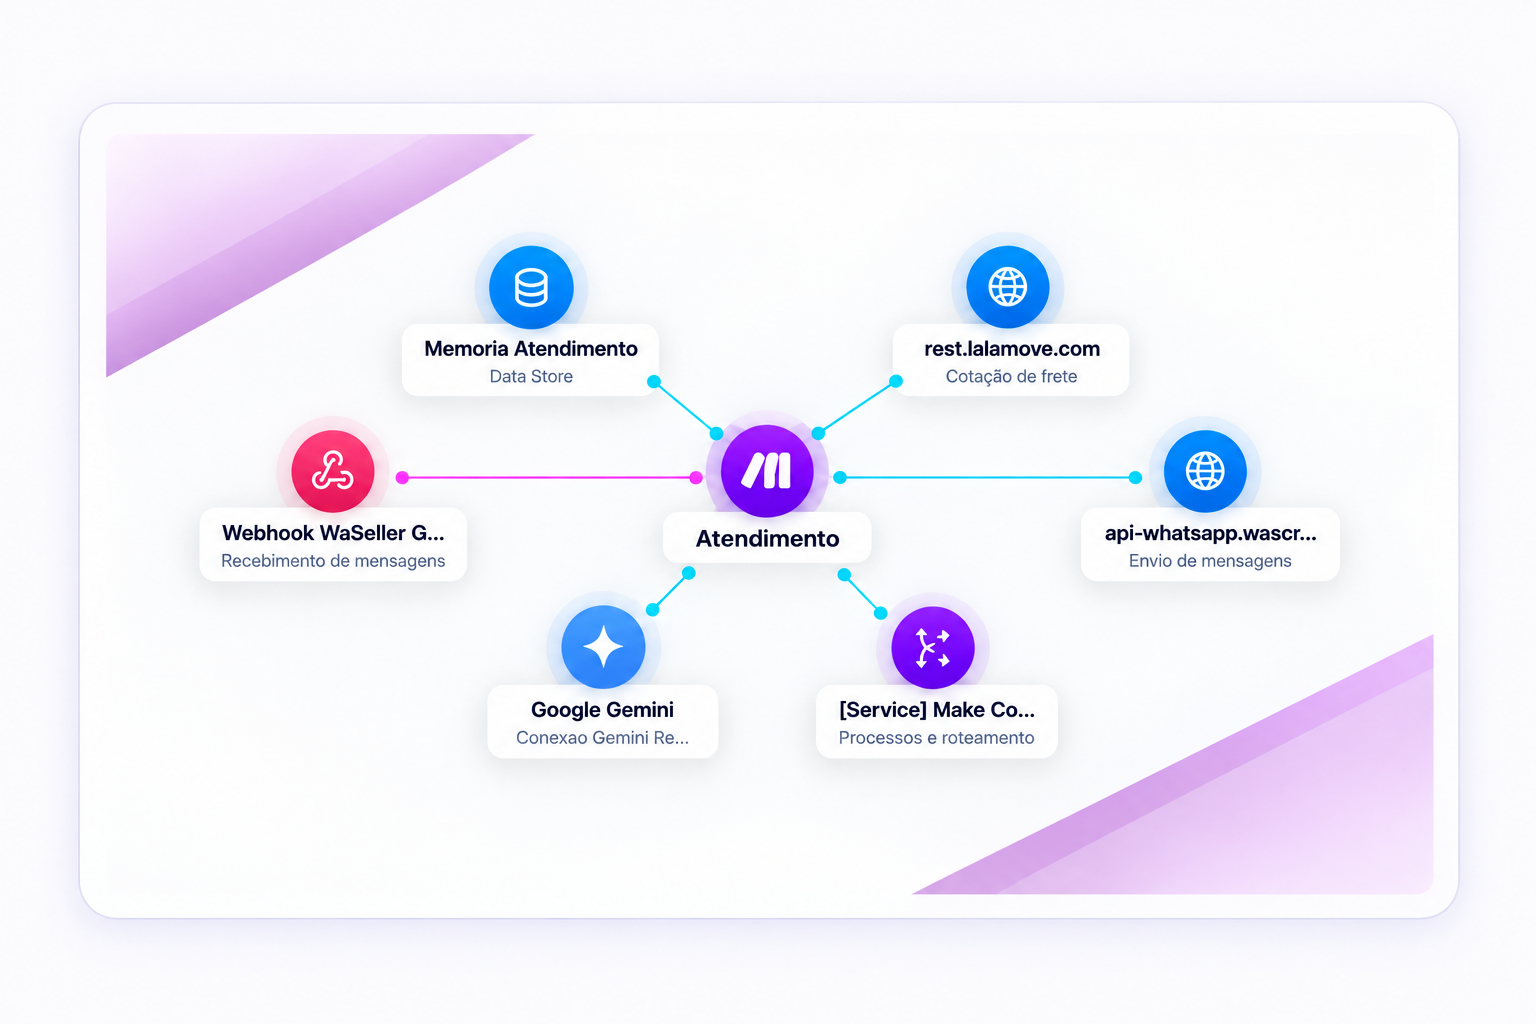 Memoria Atendimento
Data Store
rest.lalamove.com
Cotação de frete
Webhook WaSeller G...
Recebimento de mensagens
Atendimento
api-whatsapp.wascr...
Envio de mensagens
Google Gemini
Conexao Gemini Re...
[Service] Make Co...
Processos e roteamento